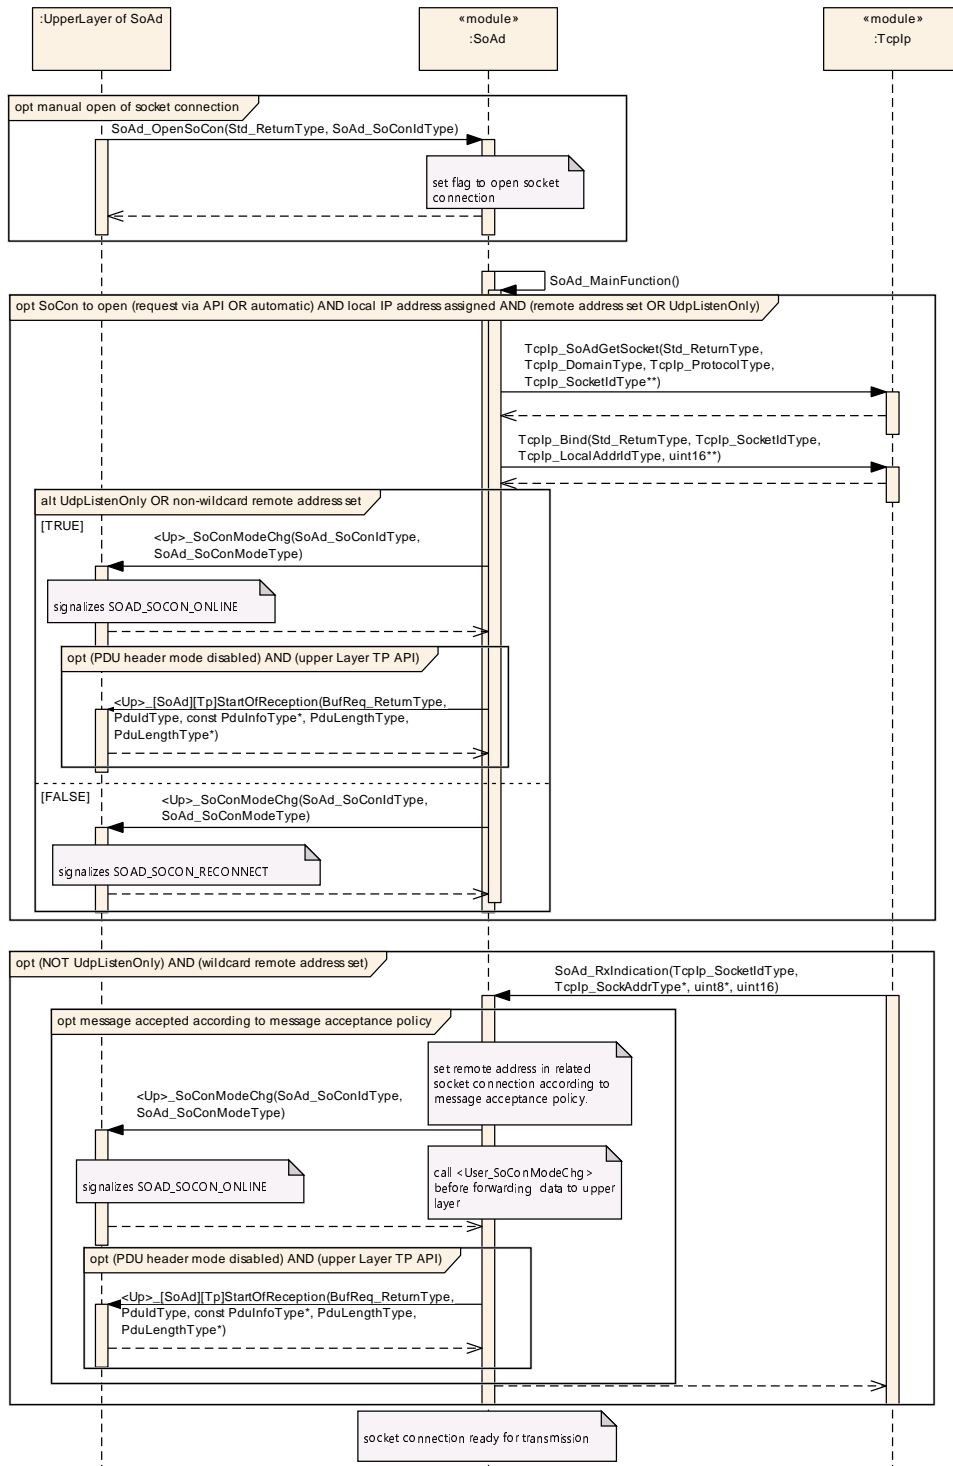 :UpperLayer of SoAd
«module»
:SoAd
«module»
:TcpIp
opt manual open of socket connection
SoAd_OpenSoCon(Std_ReturnType, SoAd_SoConIdType)
set flag to open socket
connection
SoAd_MainFunction()
opt SoCon to open (request via API OR automatic) AND local IP address assigned AND (remote address set OR UdpListenOnly)
TcpIp_SoAdGetSocket(Std_ReturnType,
TcpIp_DomainType, TcpIp_ProtocolType,
TcpIp_SocketIdType**)
TcpIp_Bind(Std_ReturnType, TcpIp_SocketIdType,
TcpIp_LocalAddrIdType, uint16**)
alt UdpListenOnly OR non-wildcard remote address set
[TRUE]
<Up>_SoConModeChg(SoAd_SoConIdType,
SoAd_SoConModeType)
signalizes SOAD_SOCON_ONLINE
opt (PDU header mode disabled) AND (upper Layer TP API)
<Up>_[SoAd][Tp]StartOfReception(BufReq_ReturnType,
PduIdType, const PduInfoType*, PduLengthType,
PduLengthType*)
[FALSE]
<Up>_SoConModeChg(SoAd_SoConIdType,
SoAd_SoConModeType)
signalizes SOAD_SOCON_RECONNECT
opt (NOT UdpListenOnly) AND (wildcard remote address set)
SoAd_RxIndication(TcpIp_SocketIdType,
TcpIp_SockAddrType*, uint8*, uint16)
opt message accepted according to message acceptance policy
set remote address in related
socket connection according to
message acceptance policy.
<Up>_SoConModeChg(SoAd_SoConIdType,
SoAd_SoConModeType)
call <User_SoConModeChg>
before forwarding data to upper
layer
signalizes SOAD_SOCON_ONLINE
opt (PDU header mode disabled) AND (upper Layer TP API)
<Up>_[SoAd][Tp]StartOfReception(BufReq_ReturnType,
PduIdType, const PduInfoType*, PduLengthType,
PduLengthType*)
socket connection ready for transmission